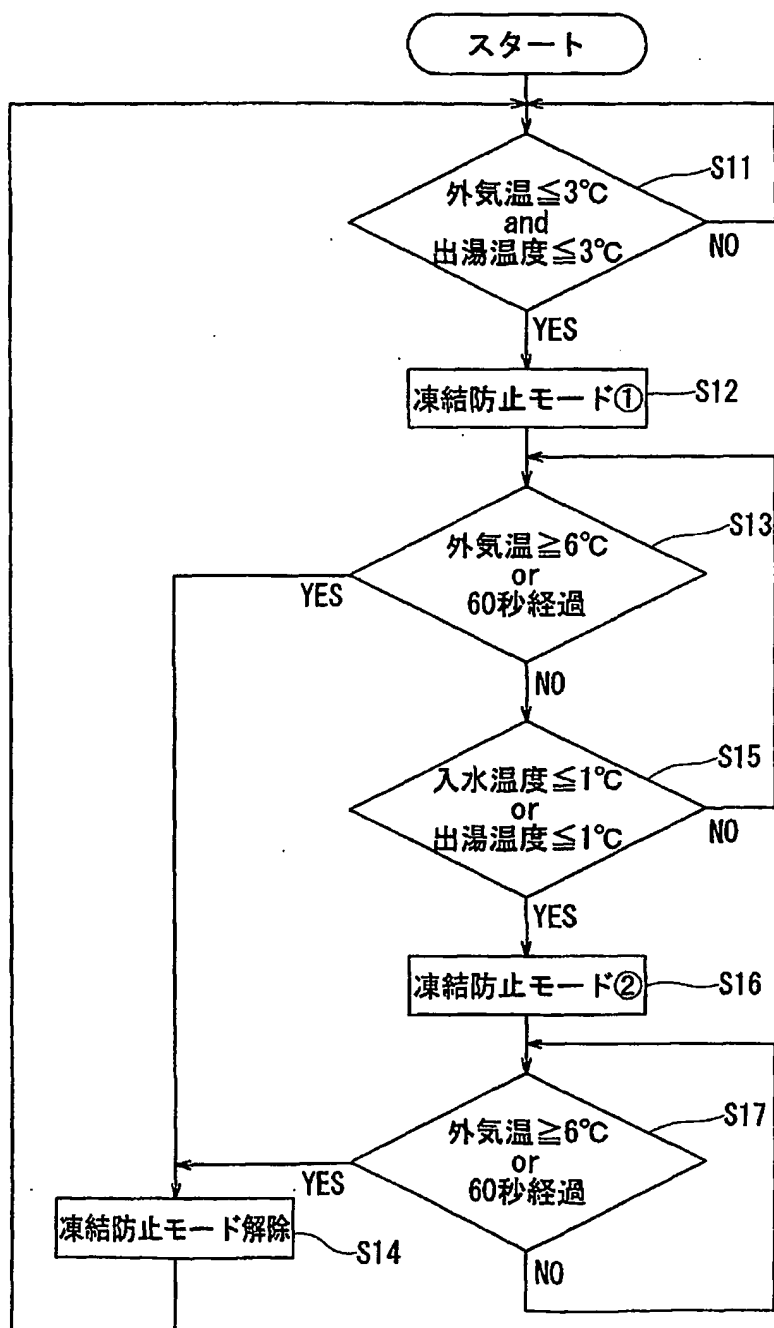 スタート
外気温≦3℃
and
出湯温度≦3℃
S11
NO
YES
凍結防止モード①
S12
外気温≧6℃
or
60秒経過
S13
YES
NO
入水温度≦1℃
or
出湯温度≦1℃
S15
NO
YES
凍結防止モード②
S16
外気温≧6℃
or
60秒経過
S17
YES
NO
凍結防止モード解除
S14